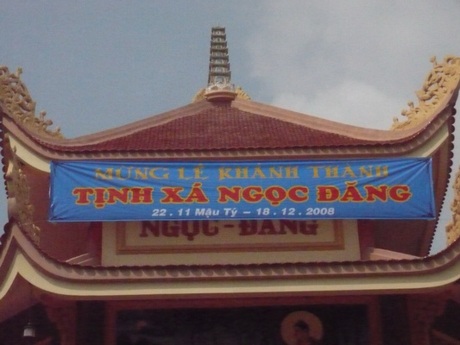 MỪNG LỄ KHÁNH THÀNH
TỊNH XÁ NGỌC ĐĂNG
22 . 11 Mậu Tý - 18 . 12 . 2008
NGỌC - ĐĂNG